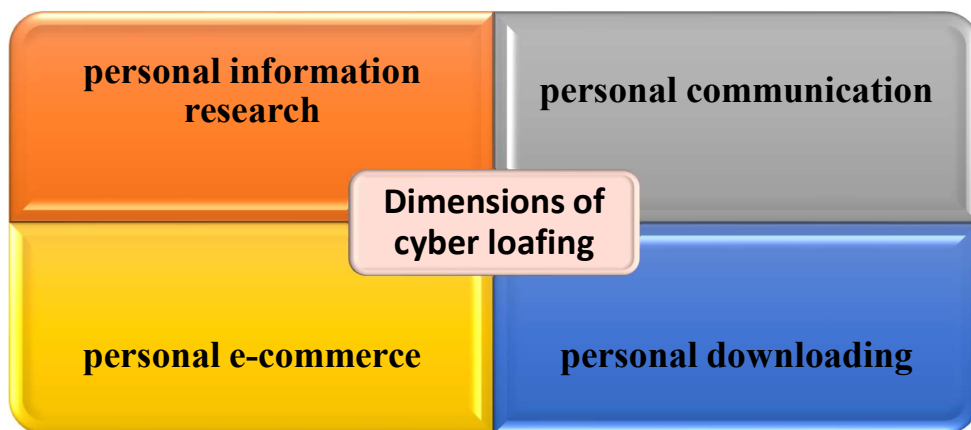 personal information
research
personal communication
Dimensions of
cyber loafing
personal e-commerce
personal downloading